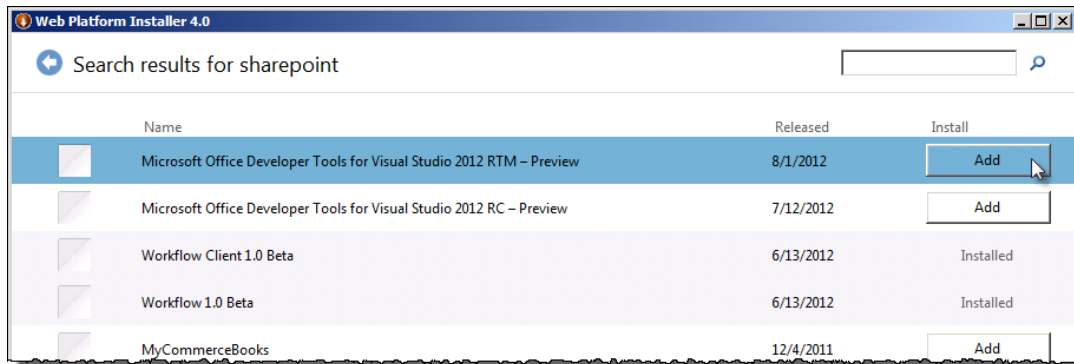 Web Platform Installer 4.0
Search results for sharepoint
Name Released Install
Microsoft Office Developer Tools for Visual Studio 2012 RTM – Preview 8/1/2012 Add
Microsoft Office Developer Tools for Visual Studio 2012 RC – Preview 7/12/2012 Add
Workflow Client 1.0 Beta 6/13/2012 Installed
Workflow 1.0 Beta 6/13/2012 Installed
MyCommerceBooks 12/4/2011 Add